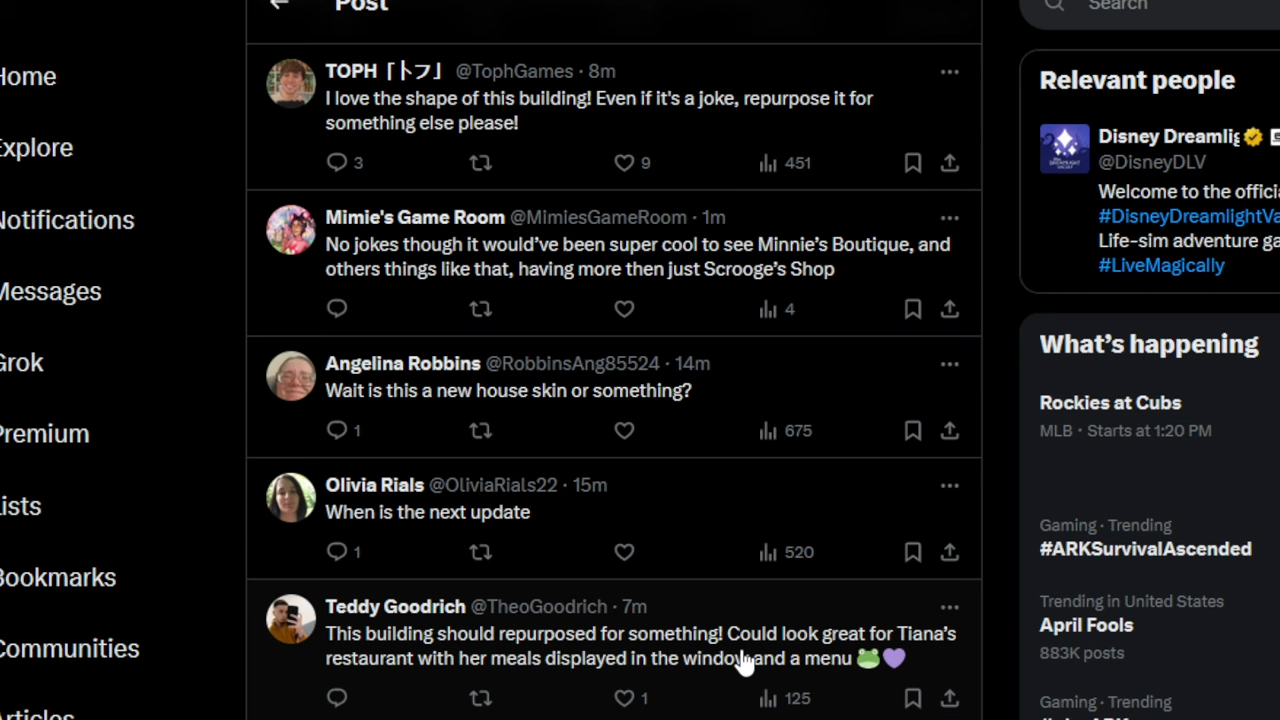 Post
Search
Home
Explore
Notifications
Messages
Grok
Premium
Lists
Bookmarks
Communities
Articles
TOPH「トフ」 @TophGames · 8m
I love the shape of this building! Even if it's a joke, repurpose it for
something else please!
3 9 451
Mimie's Game Room @MimiesGameRoom · 1m
No jokes though it would've been super cool to see Minnie's Boutique, and
others things like that, having more then just Scrooge's Shop
4
Angelina Robbins @RobbinsAng85524 · 14m
Wait is this a new house skin or something?
1 675
Olivia Rials @OliviaRials22 · 15m
When is the next update
1 520
Teddy Goodrich @TheoGoodrich · 7m
This building should repurposed for something! Could look great for Tiana's
restaurant with her meals displayed in the window and a menu 🐸💜
1 125
Relevant people
Disney Dreamlig
@DisneyDLV
Welcome to the officia
#DisneyDreamlightVa
Life-sim adventure ga
#LiveMagically
What's happening
Rockies at Cubs
MLB · Starts at 1:20 PM
Gaming · Trending
#ARKSurvivalAscended
Trending in United States
April Fools
883K posts
Gaming · Trending